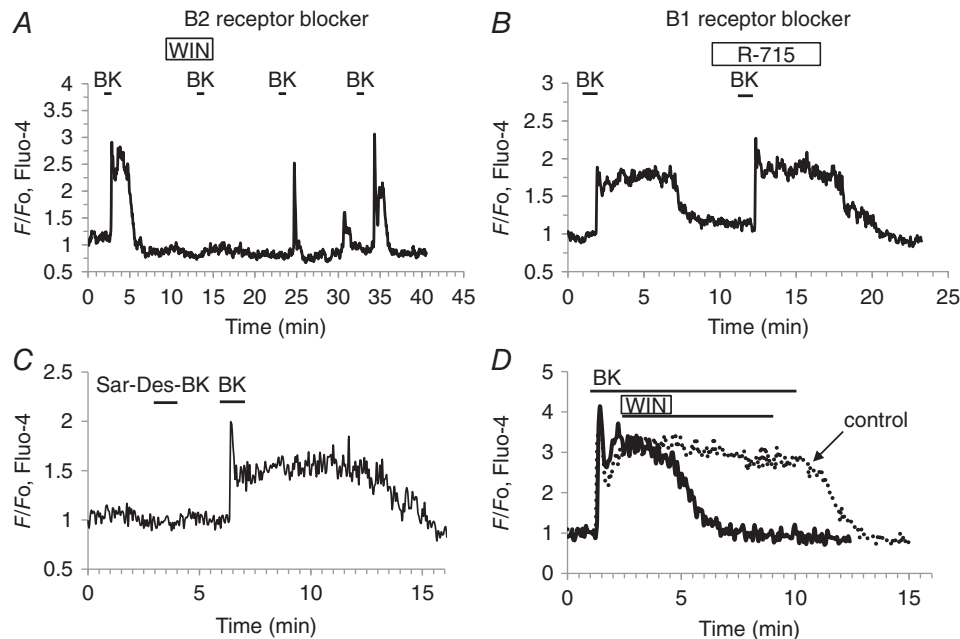 A B2 receptor blocker
WIN
BK BK BK BK
4
3.5
3
2.5
2
1.5
1
0.5
F/Fo, Fluo-4
0 5 10 15 20 25 30 35 40 45
Time (min)
B B1 receptor blocker
R-715
BK BK
3
2.5
2
1.5
1
0.5
F/Fo, Fluo-4
0 5 10 15 20 25
Time (min)
C
Sar-Des-BK BK
2.5
2
1.5
1
0.5
F/Fo, Fluo-4
0 5 10 15
Time (min)
D
BK
WIN
control
5
4
3
2
1
0
F/Fo, Fluo-4
0 5 10 15
Time (min)